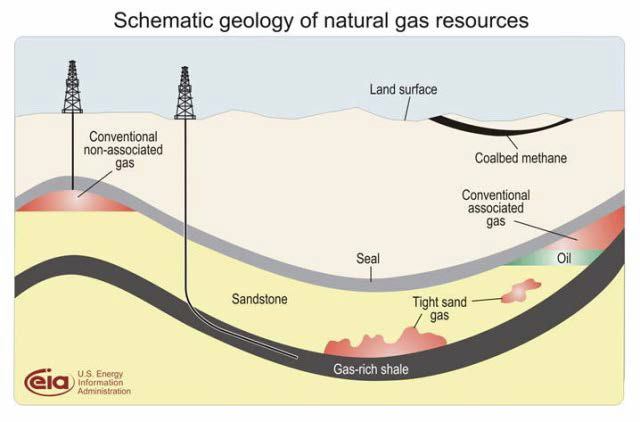 Schematic geology of natural gas resources
Land surface
Conventional
non-associated
gas
Coalbed methane
Conventional
associated
gas
Seal
Oil
Sandstone
Tight sand
gas
Gas-rich shale
eia
U.S. Energy
Information
Administration